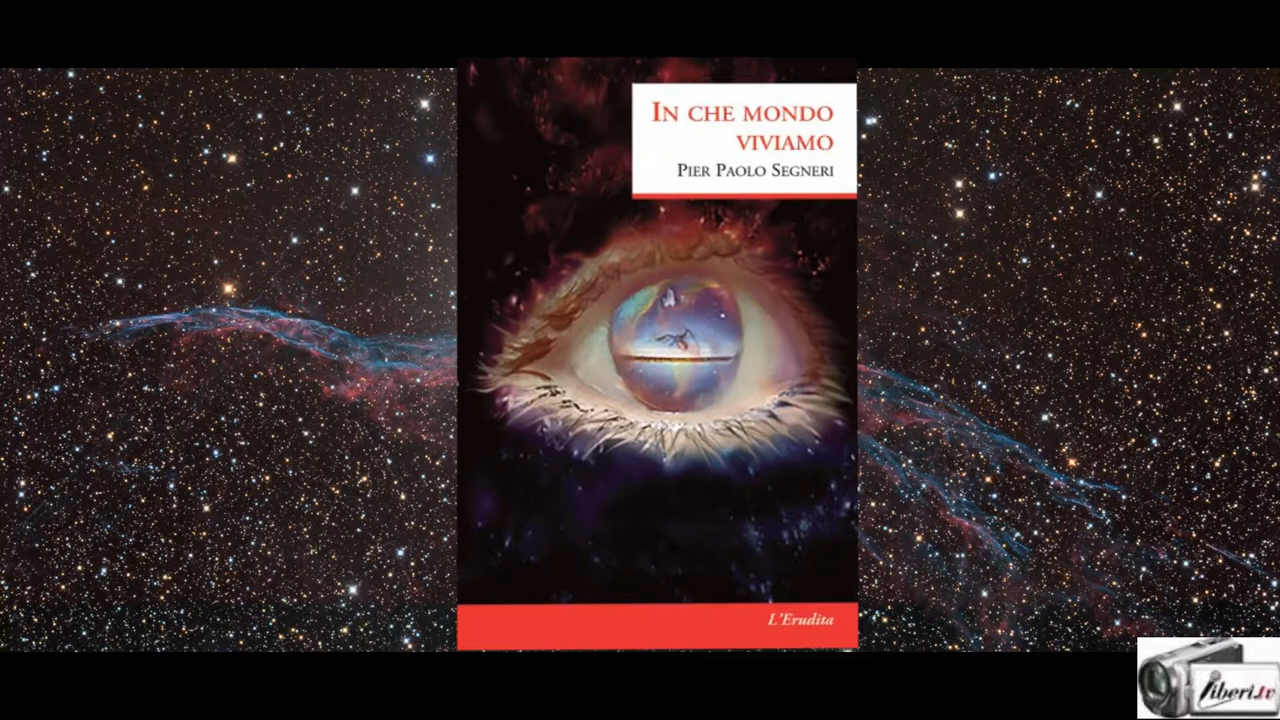 In che mondo
viviamo
Pier Paolo Segneri
L'Erudita
liberi.tv